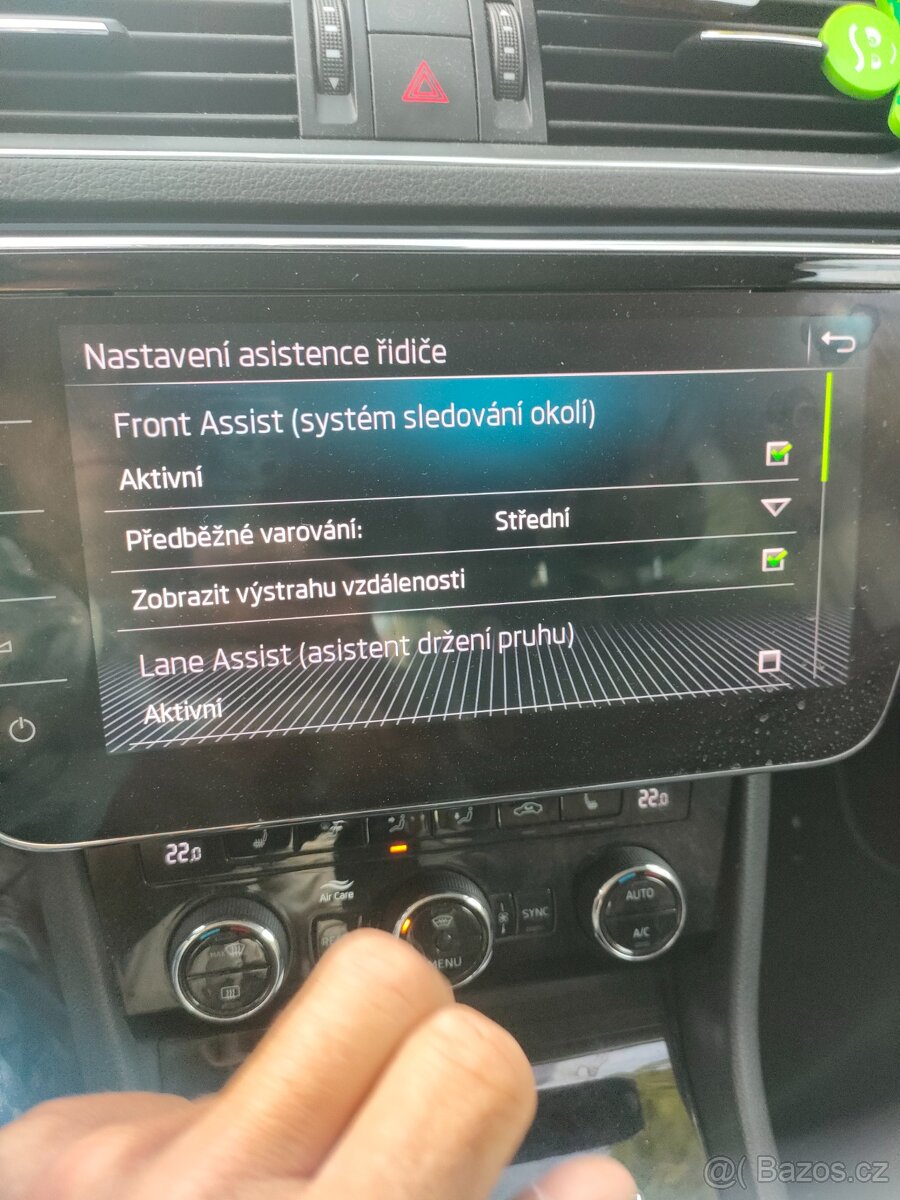 Nastavení asistence řidiče
Front Assist (systém sledování okolí)
Aktivní
Předběžné varování: Střední
Zobrazit výstrahu vzdálenosti
Lane Assist (asistent držení pruhu)
Aktivní
22.0
22.0
Air Care
SYNC
AUTO
A/C
MAX
MENU
@( Bazos.cz